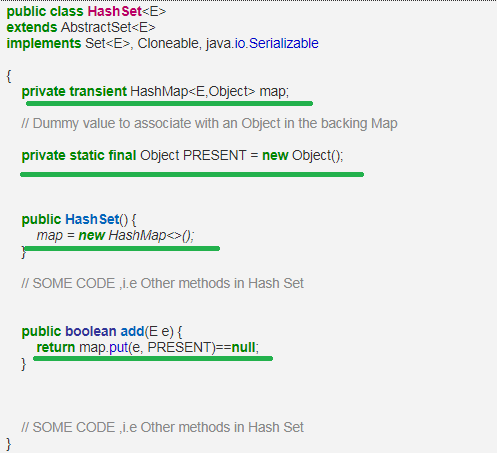 public class HashSet<E>
extends AbstractSet<E>
implements Set<E>, Cloneable, java.io.Serializable
{
private transient HashMap<E,Object> map;
// Dummy value to associate with an Object in the backing Map
private static final Object PRESENT = new Object();
public HashSet() {
map = new HashMap<>();
}
// SOME CODE ,i.e Other methods in Hash Set
public boolean add(E e) {
return map.put(e, PRESENT)==null;
}
// SOME CODE ,i.e Other methods in Hash Set
}